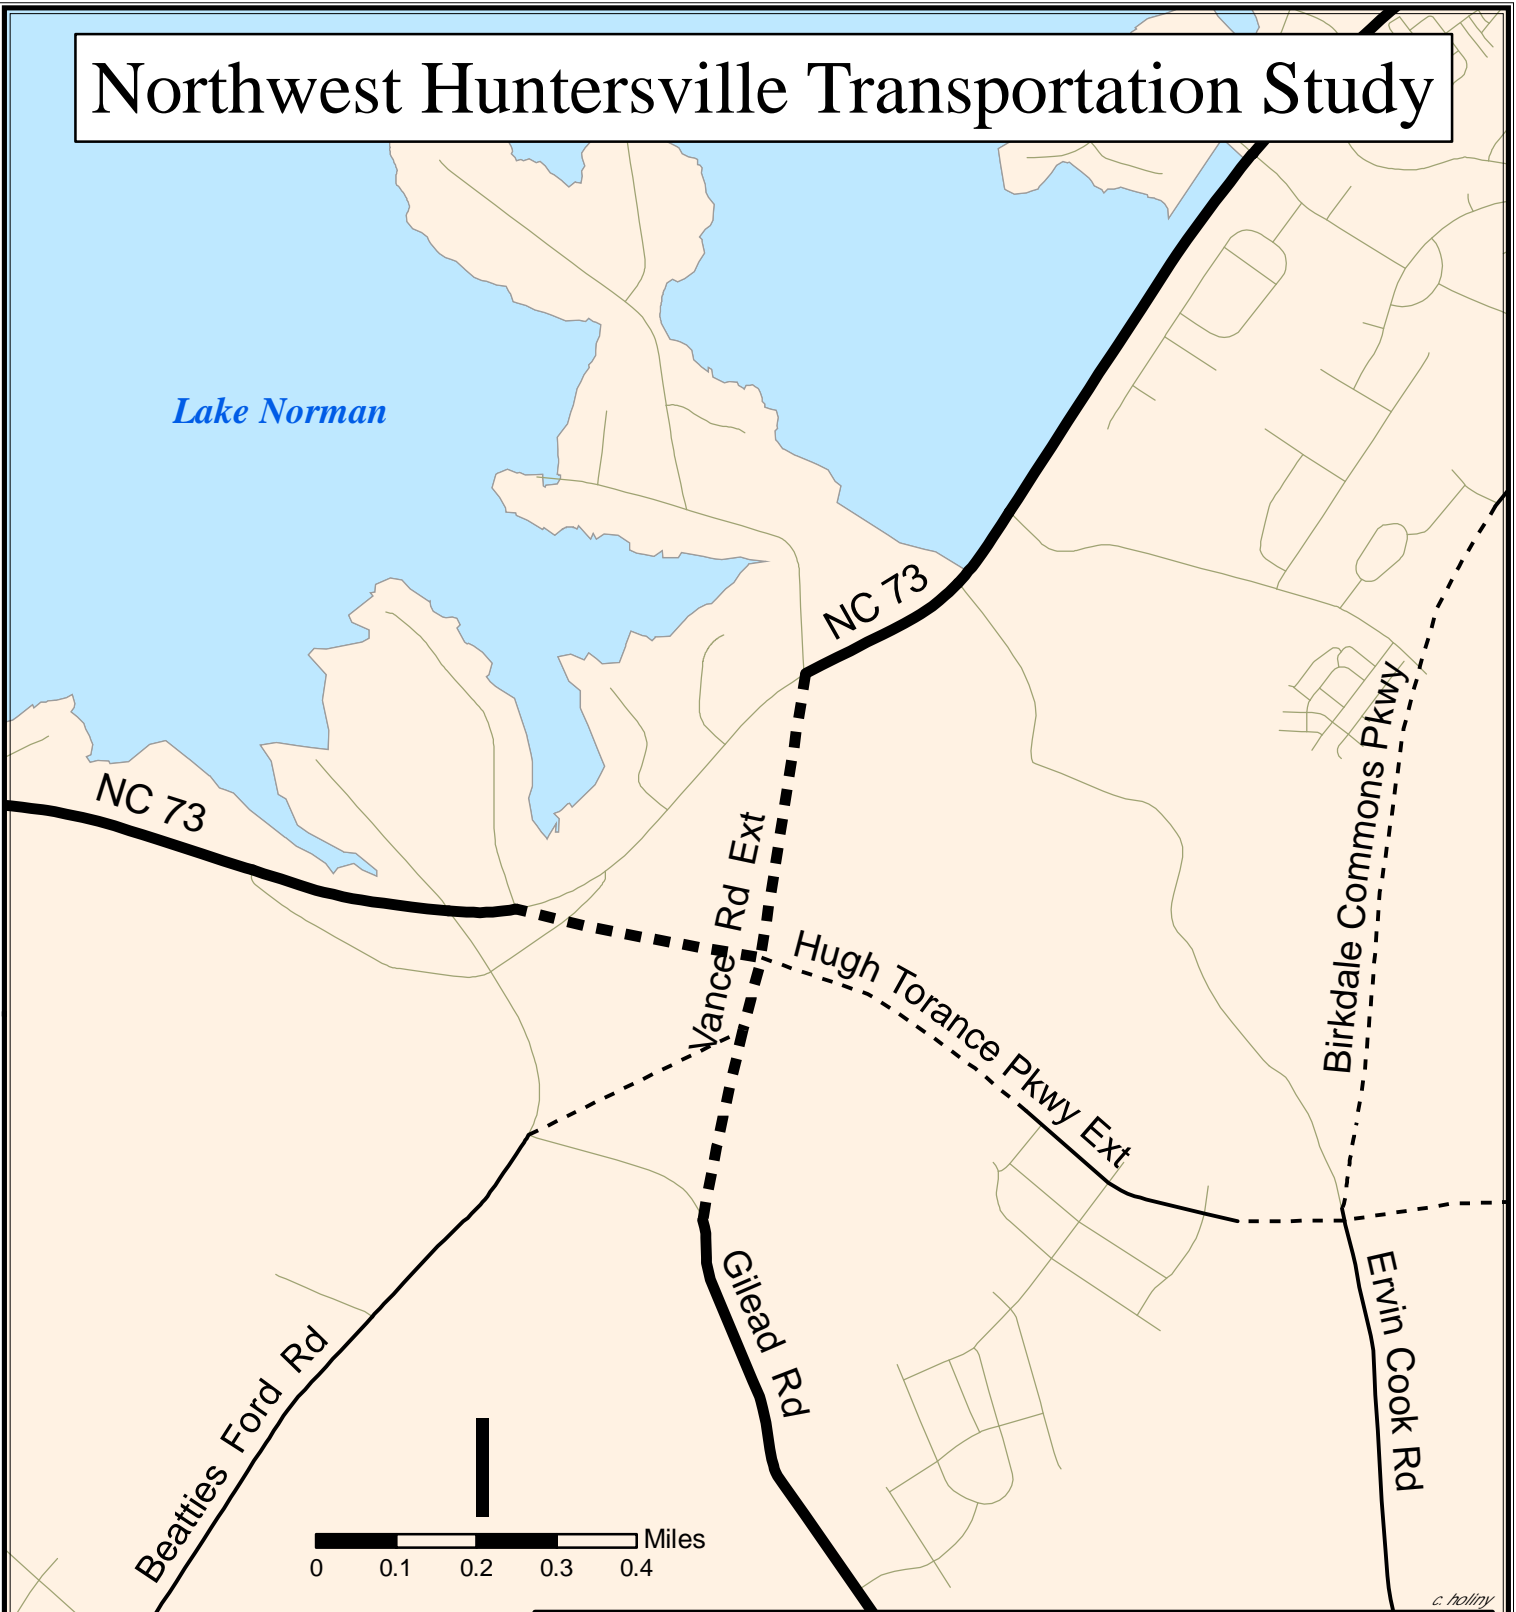 Northwest Huntersville Transportation Study
Lake Norman
NC 73
NC 73
Vance Rd Ext
Hugh Torance Pkwy Ext
Birkdale Commons Pkwy
Gilead Rd
Ervin Cook Rd
Beatties Ford Rd
Miles
0 0.1 0.2 0.3 0.4
c. holiny